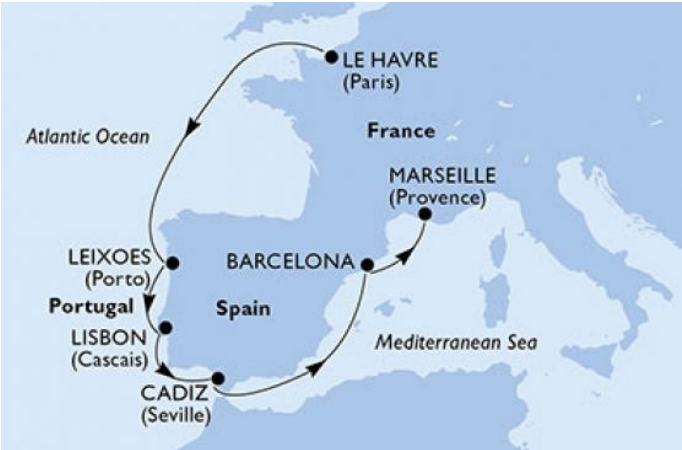 LE HAVRE
(Paris)
Atlantic Ocean
France
MARSEILLE
(Provence)
LEIXOES
(Porto)
BARCELONA
Portugal
Spain
LISBON
(Cascais)
Mediterranean Sea
CADIZ
(Seville)